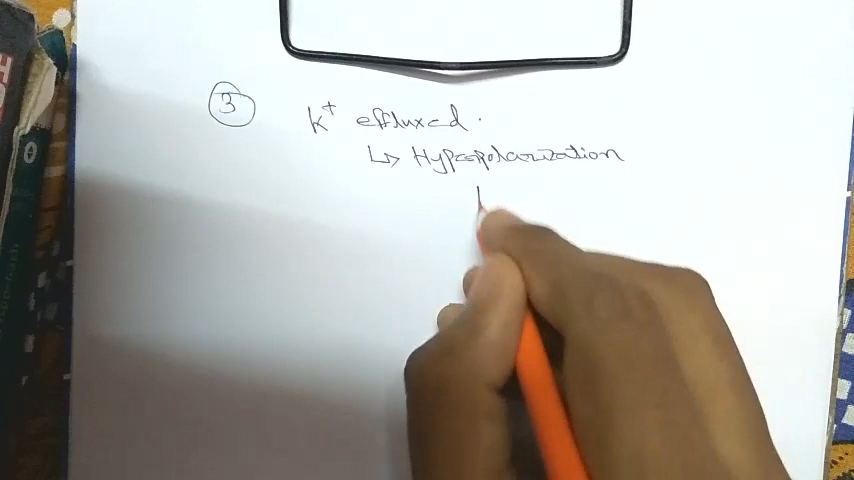 3 K⁺ effluxed.
↳ Hyperpolarization